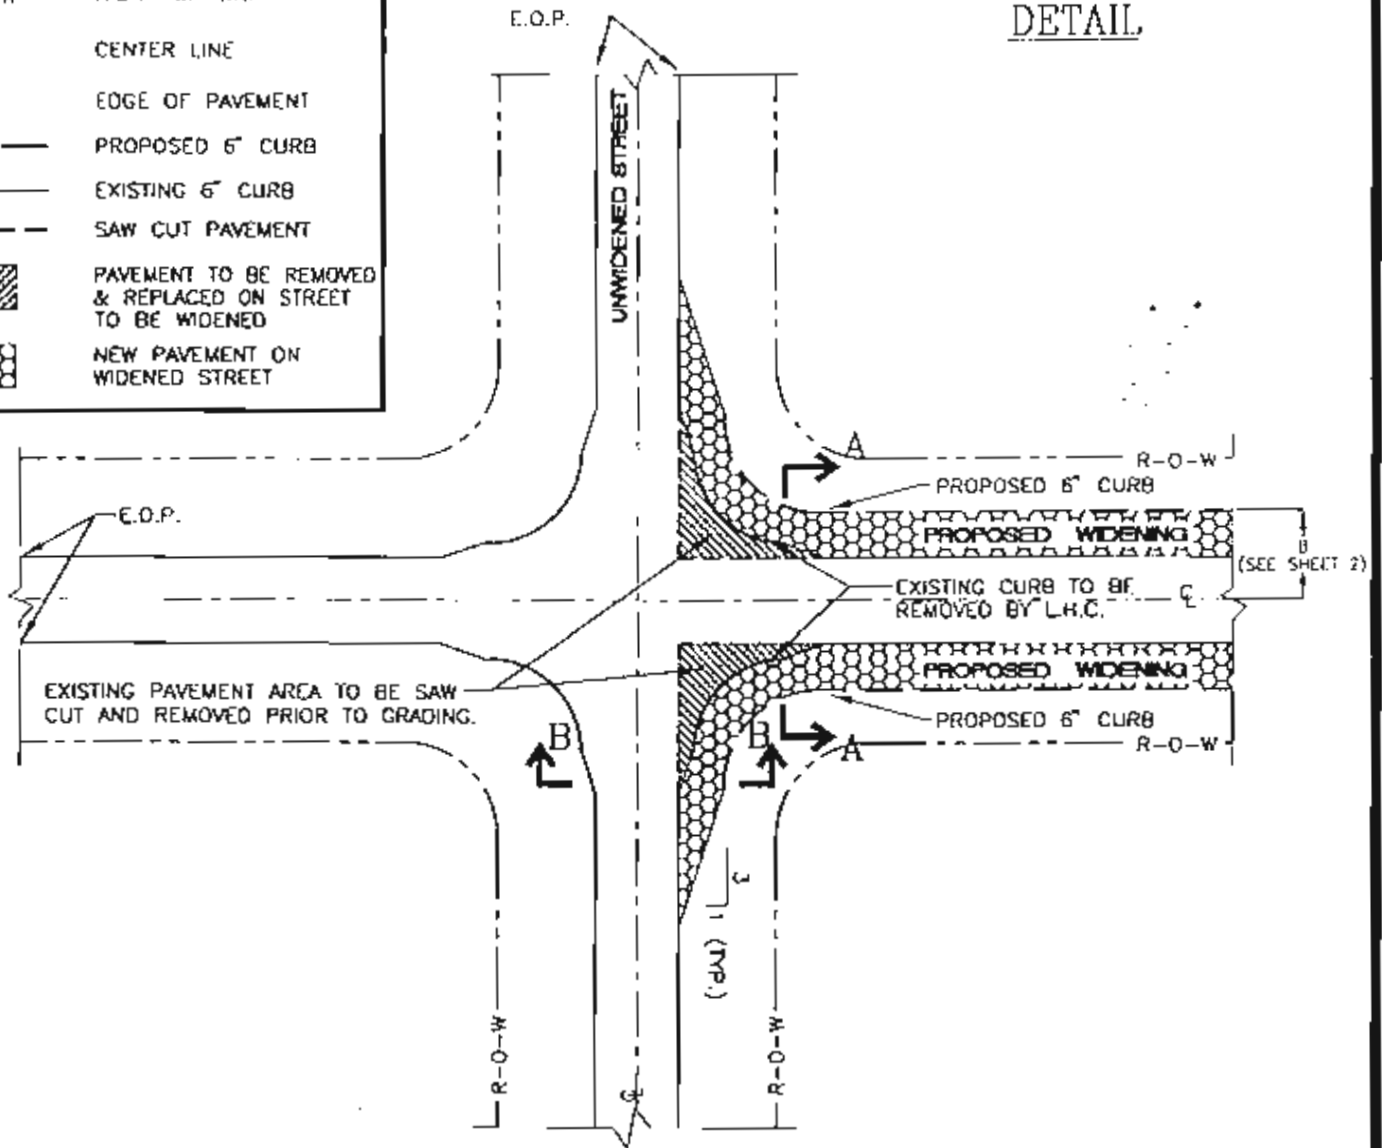 DETAIL
E.O.P.
CENTER LINE
EDGE OF PAVEMENT
PROPOSED 6" CURB
EXISTING 6" CURB
SAW CUT PAVEMENT
PAVEMENT TO BE REMOVED
& REPLACED ON STREET
TO BE WIDENED
NEW PAVEMENT ON
WIDENED STREET
UNWIDENED STREET
A
R-O-W
PROPOSED 6" CURB
E.O.P.
PROPOSED WIDENING
B
(SEE SHEET 2)
EXISTING CURB TO BE
REMOVED BY L.H.C.
℄
PROPOSED WIDENING
EXISTING PAVEMENT AREA TO BE SAW
CUT AND REMOVED PRIOR TO GRADING.
PROPOSED 6" CURB
B
B
A
R-O-W
3
1 (TYP.)
R-O-W
℄
R-O-W